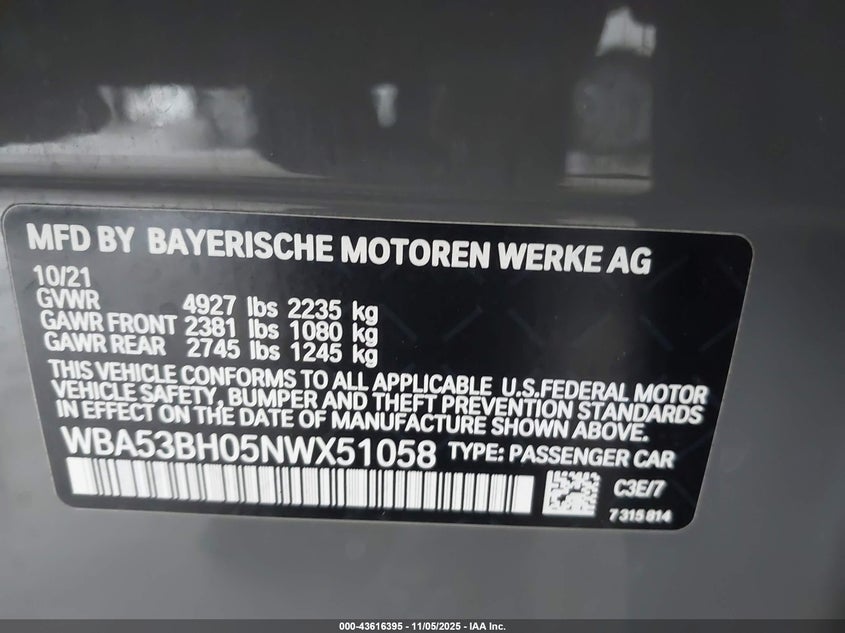 MFD BY BAYERISCHE MOTOREN WERKE AG
10/21
GVWR 4927 lbs 2235 kg
GAWR FRONT 2381 lbs 1080 kg
GAWR REAR 2745 lbs 1245 kg
THIS VEHICLE CONFORMS TO ALL APPLICABLE U.S.FEDERAL MOTOR
VEHICLE SAFETY, BUMPER AND THEFT PREVENTION STANDARDS
IN EFFECT ON THE DATE OF MANUFACTURE SHOWN ABOVE.
WBA53BH05NWX51058 TYPE: PASSENGER CAR
C3E/7
7 315 814
000-43616395 - 11/05/2025 - IAA Inc.